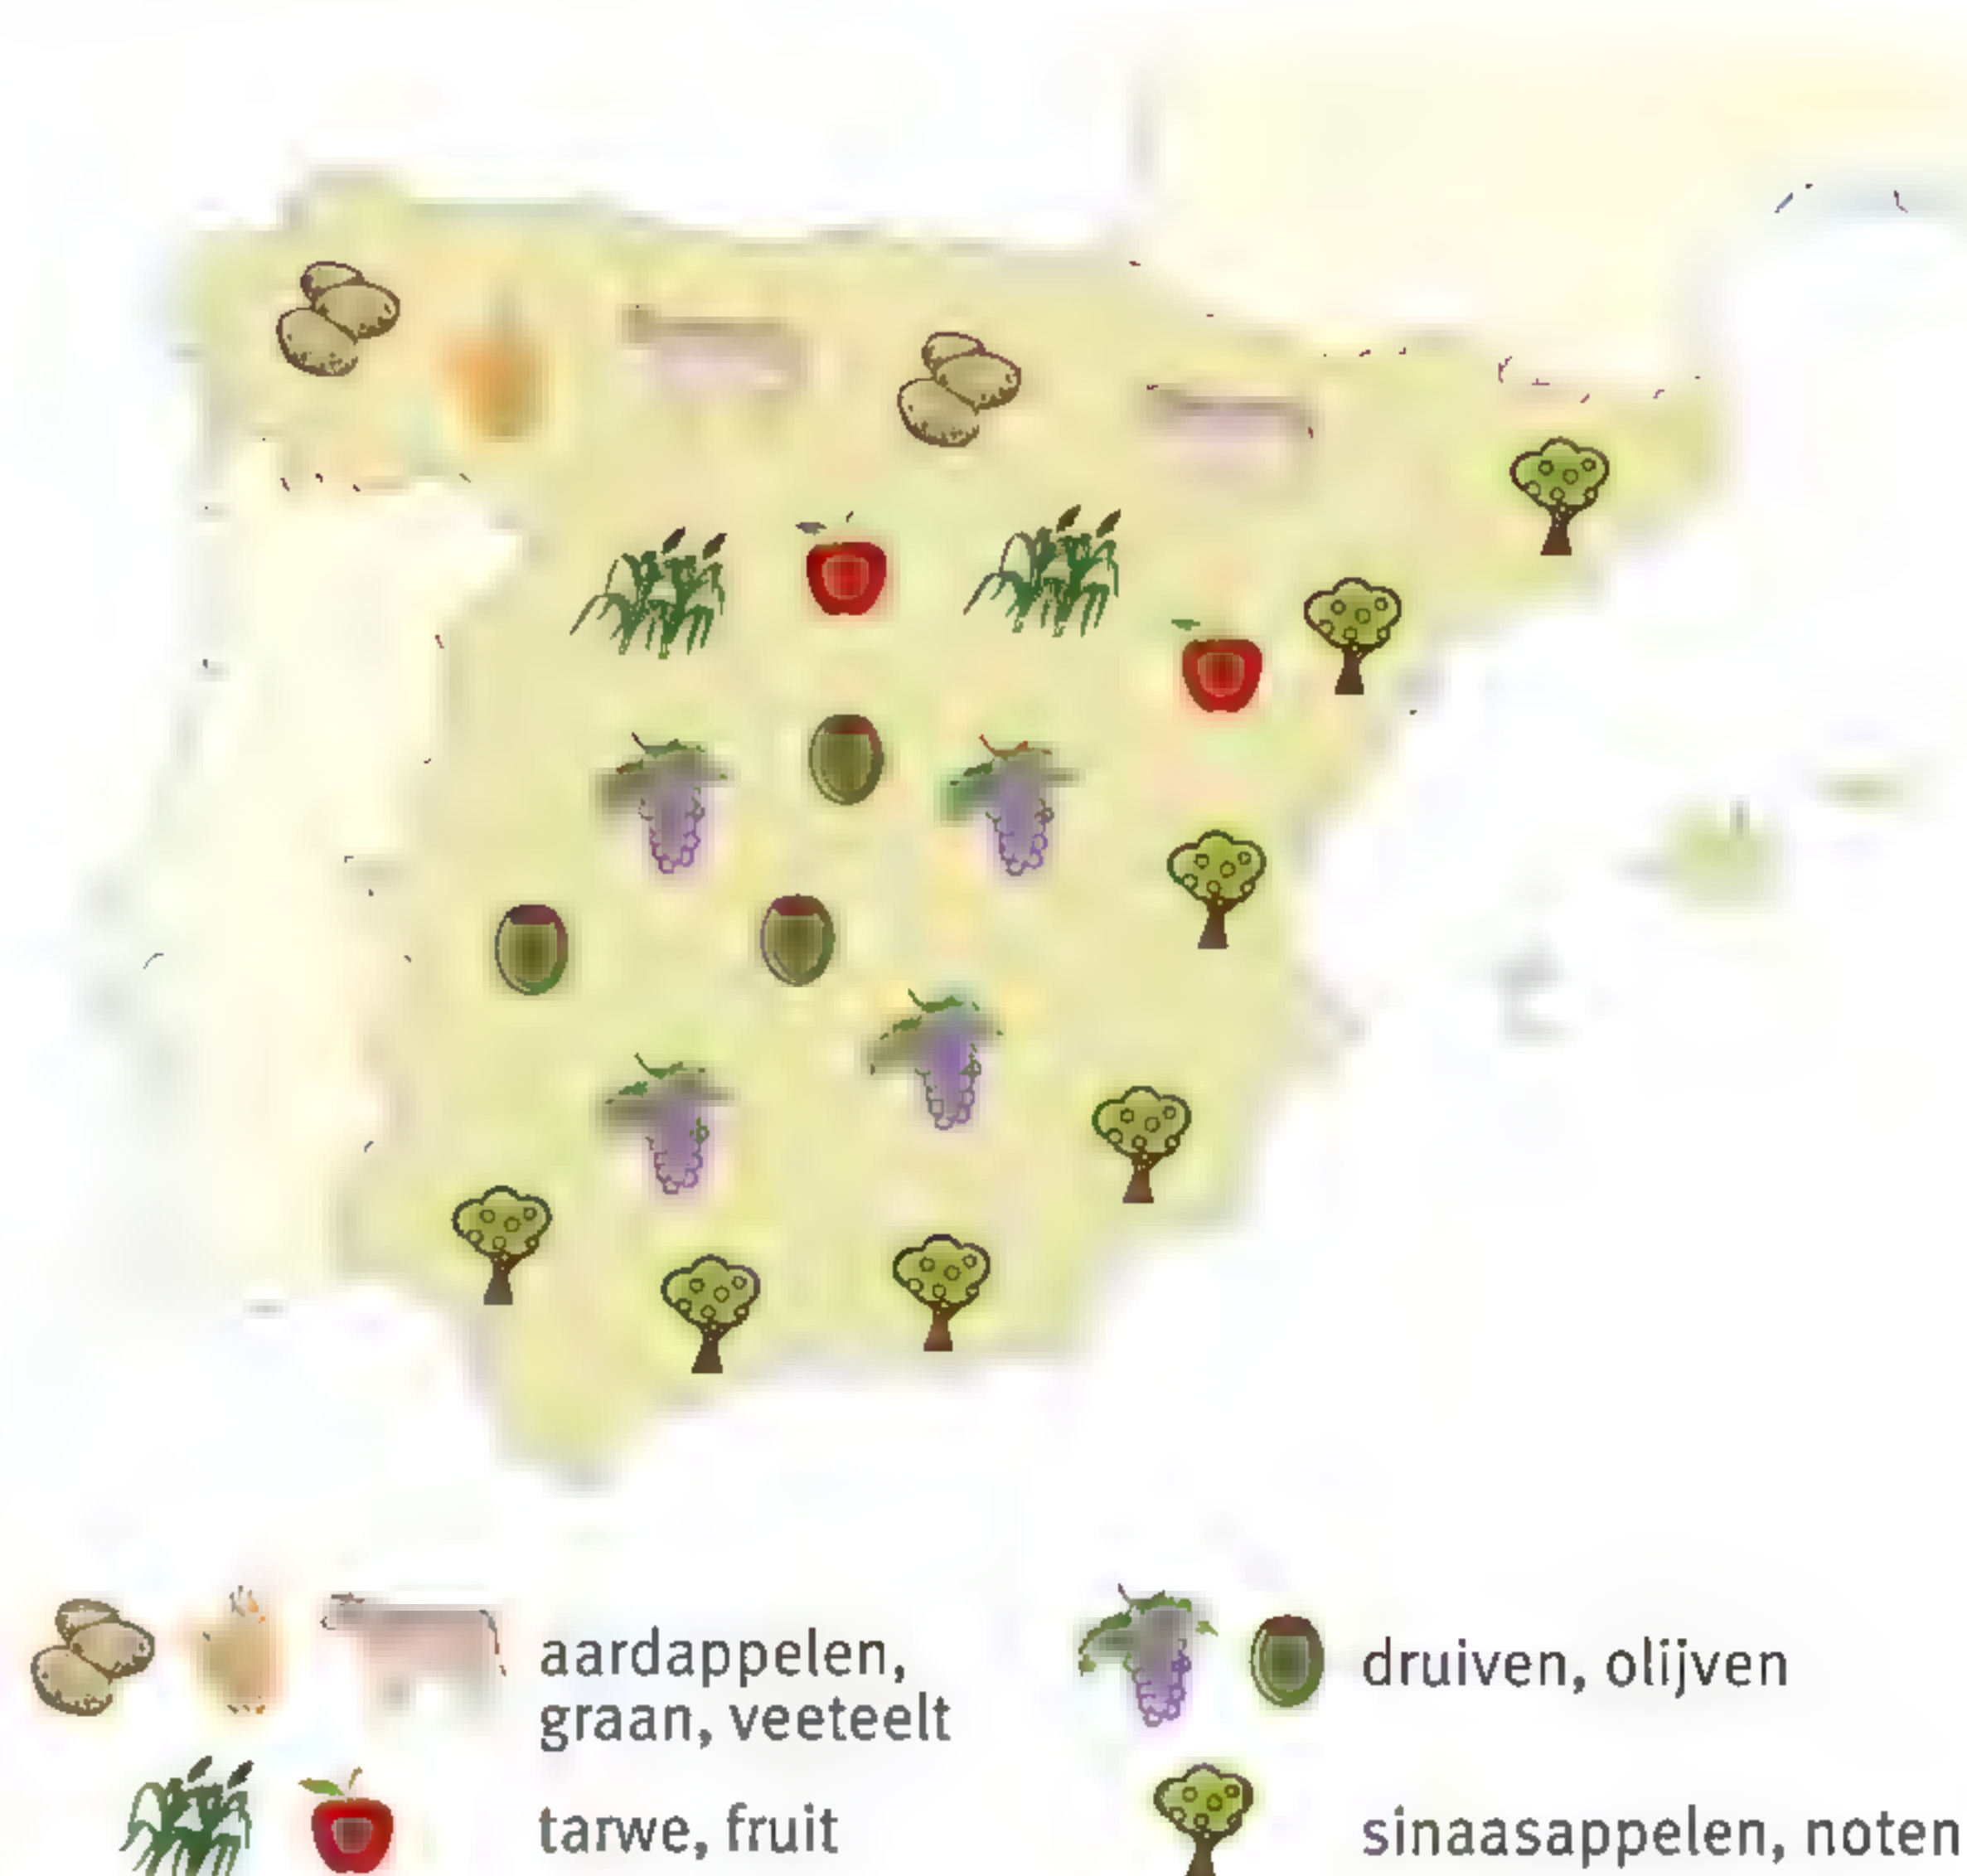 aardappelen,
graan, veeteelt
tarwe, fruit
druiven, olijven
sinaasappelen, noten